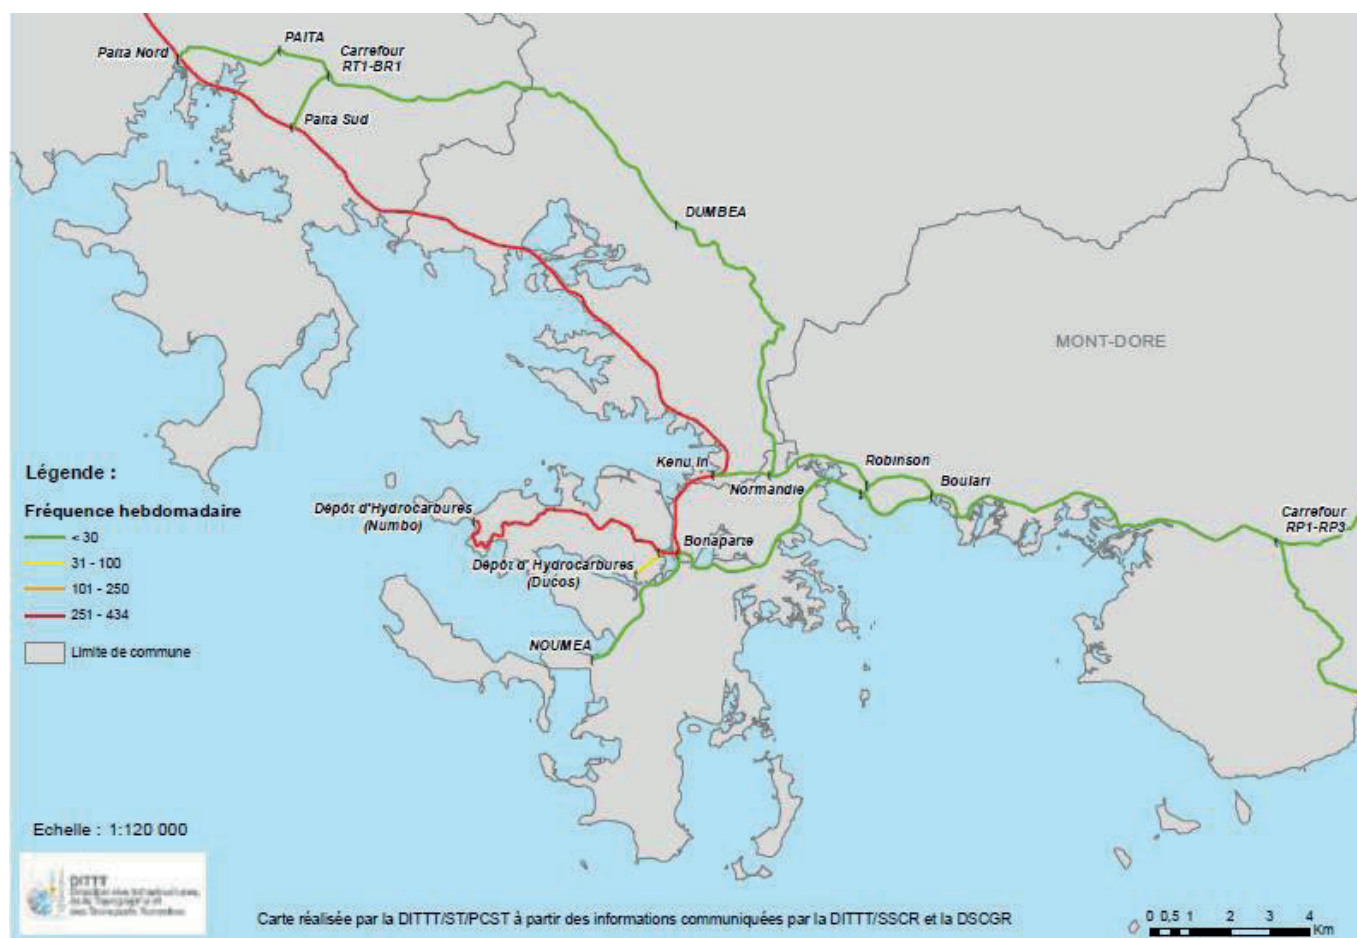 PAITA
Paita Nord
Carrefour
RT1-BR1
Paita Sud
DUMBEA
MONT-DORE
Kenu In
Normandie
Robinson
Boulari
Carrefour
RP1-RP3
Dépôt d'Hydrocarbures
(Numbo)
Bonaparte
Dépôt d' Hydrocarbures
(Ducos)
NOUMEA
Légende :
Fréquence hebdomadaire
< 30
31 - 100
101 - 250
251 - 434
Limite de commune
Echelle : 1:120 000
DITTT
Carte réalisée par la DITTT/ST/PCST à partir des informations communiquées par la DITTT/SSCR et la DSCGR
0 0,5 1 2 3 4
Km